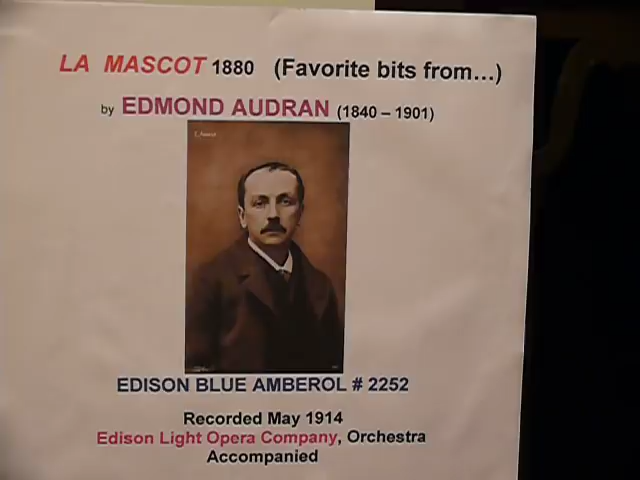 LA MASCOT 1880 (Favorite bits from...)
by EDMOND AUDRAN (1840 – 1901)
EDISON BLUE AMBEROL # 2252
Recorded May 1914
Edison Light Opera Company, Orchestra
Accompanied